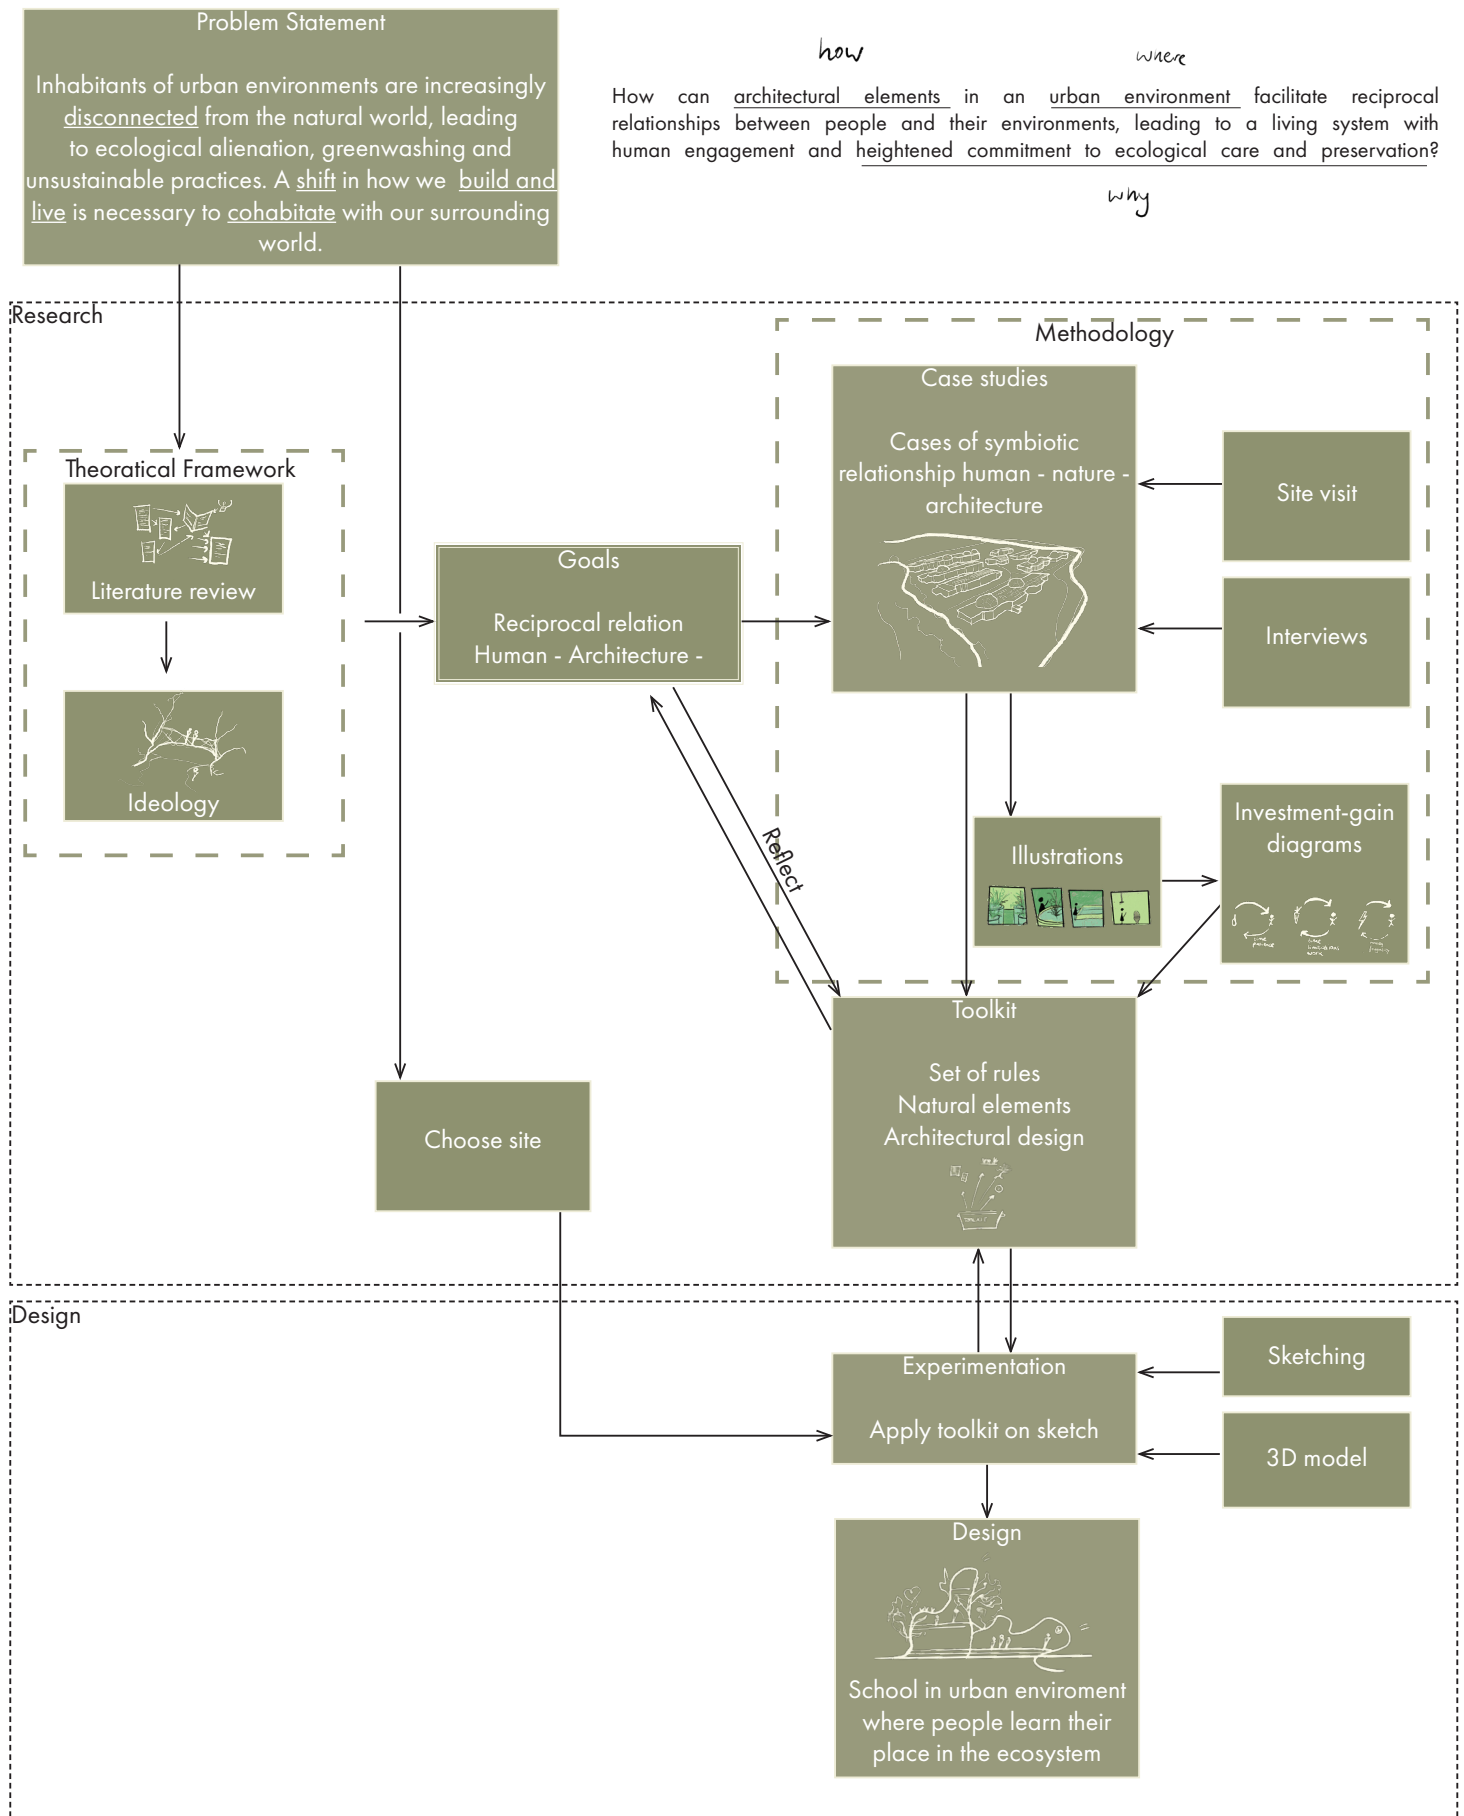 Problem Statement
Inhabitants of urban environments are increasingly
disconnected from the natural world, leading
to ecological alienation, greenwashing and
unsustainable practices. A shift in how we build and
live is necessary to cohabitate with our surrounding
world.
how
where
How can architectural elements in an urban environment facilitate reciprocal
relationships between people and their environments, leading to a living system with
human engagement and heightened commitment to ecological care and preservation?
why
Research
Theoratical Framework
Literature review
Ideology
Goals
Reciprocal relation
Human - Architecture -
Methodology
Case studies
Cases of symbiotic
relationship human - nature -
architecture
Site visit
Interviews
Illustrations
Investment-gain
diagrams
Reflect
Toolkit
Set of rules
Natural elements
Architectural design
Choose site
Design
Experimentation
Apply toolkit on sketch
Sketching
3D model
Design
School in urban enviroment
where people learn their
place in the ecosystem